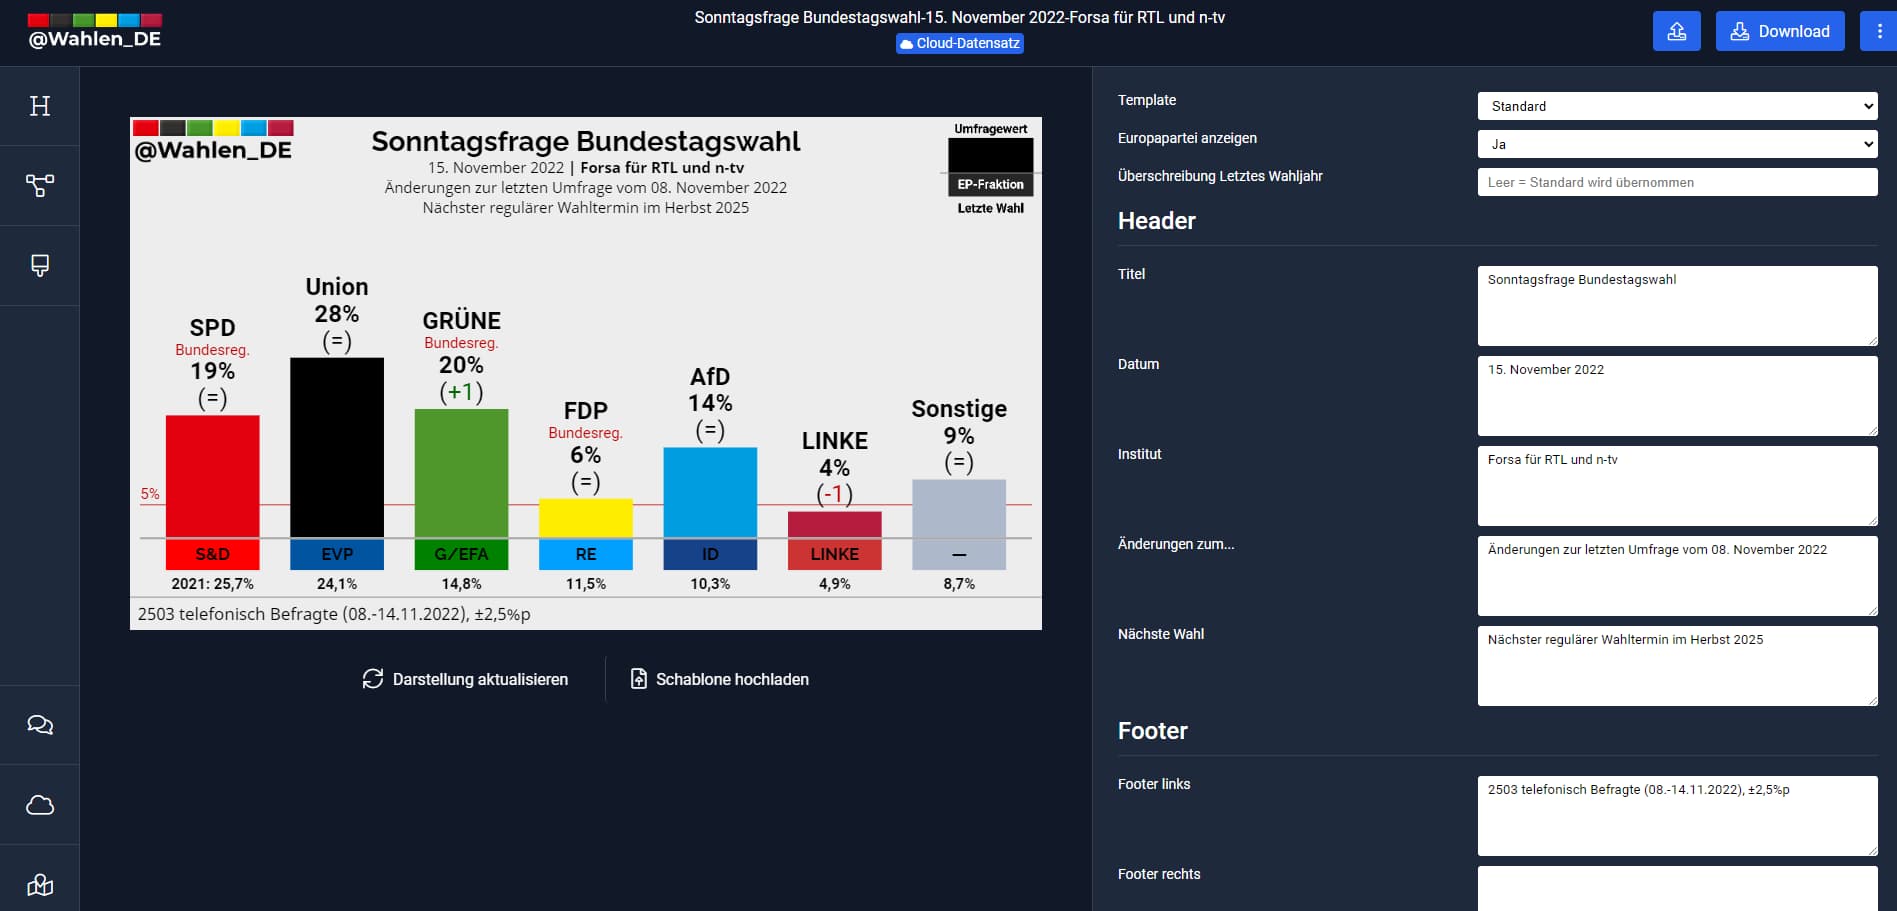 @Wahlen_DE
Sonntagsfrage Bundestagswahl-15. November 2022-Forsa für RTL und n-tv
Cloud-Datensatz
Download
H
@Wahlen_DE
Sonntagsfrage Bundestagswahl
15. November 2022 | Forsa für RTL und n-tv
Änderungen zur letzten Umfrage vom 08. November 2022
Nächster regulärer Wahltermin im Herbst 2025
Umfragewert
EP-Fraktion
Letzte Wahl
SPD
Bundesreg.
19%
(=)
Union
28%
(=)
GRÜNE
Bundesreg.
20%
(+1)
FDP
Bundesreg.
6%
(=)
AfD
14%
(=)
LINKE
4%
(-1)
Sonstige
9%
(=)
5%
S&D EVP G/EFA RE ID LINKE —
2021: 25,7% 24,1% 14,8% 11,5% 10,3% 4,9% 8,7%
2503 telefonisch Befragte (08.-14.11.2022), ±2,5%p
Darstellung aktualisieren
Schablone hochladen
Template
Standard
Europapartei anzeigen
Ja
Überschreibung Letztes Wahljahr
Leer = Standard wird übernommen
Header
Titel
Sonntagsfrage Bundestagswahl
Datum
15. November 2022
Institut
Forsa für RTL und n-tv
Änderungen zum...
Änderungen zur letzten Umfrage vom 08. November 2022
Nächste Wahl
Nächster regulärer Wahltermin im Herbst 2025
Footer
Footer links
2503 telefonisch Befragte (08.-14.11.2022), ±2,5%p
Footer rechts